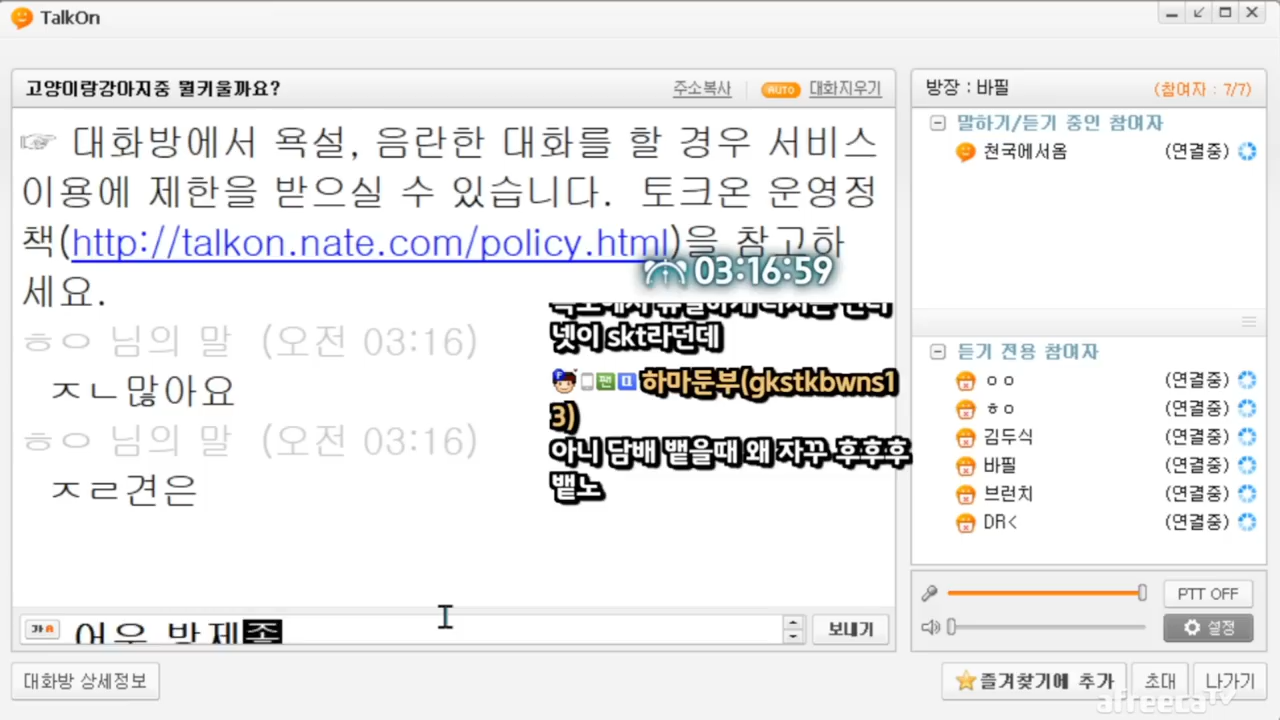 TalkOn
고양이랑강아지중 뭘키울까요?
주소복사
AUTO 대화지우기
☞ 대화방에서 욕설, 음란한 대화를 할 경우 서비스
이용에 제한을 받으실 수 있습니다. 토크온 운영정
책(http://talkon.nate.com/policy.html)을 참고하
세요.
03:16:59
ㅎㅇ 님의 말 (오전 03:16)
ㅈㄴ많아요
ㅎㅇ 님의 말 (오전 03:16)
ㅈㄹ견은
넷이 skt라던데
팬 하마둔부(gkstkbwns1
3)
아니 담배 뱉을때 왜 자꾸 후후후
뱉노
가a
어우 방제좋
보내기
대화방 상세정보
방장 : 바필
(참여자 : 7/7)
말하기/듣기 중인 참여자
천국에서옴 (연결중)
듣기 전용 참여자
ㅇㅇ (연결중)
ㅎㅇ (연결중)
김두식 (연결중)
바필 (연결중)
브런치 (연결중)
DR< (연결중)
PTT OFF
설정
즐겨찾기에 추가
초대
나가기
afreecaTV